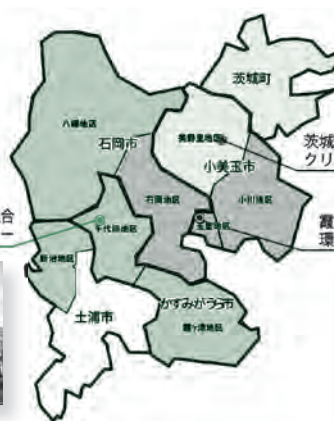 茨城町
八郷地区
石岡市
美野里地区
茨城
クリ
小美玉市
石岡地区
小川地区
合
ー
千代田地区
玉里地区
霞
環
新治地区
土浦市
かすみがうら市
霞ヶ浦地区